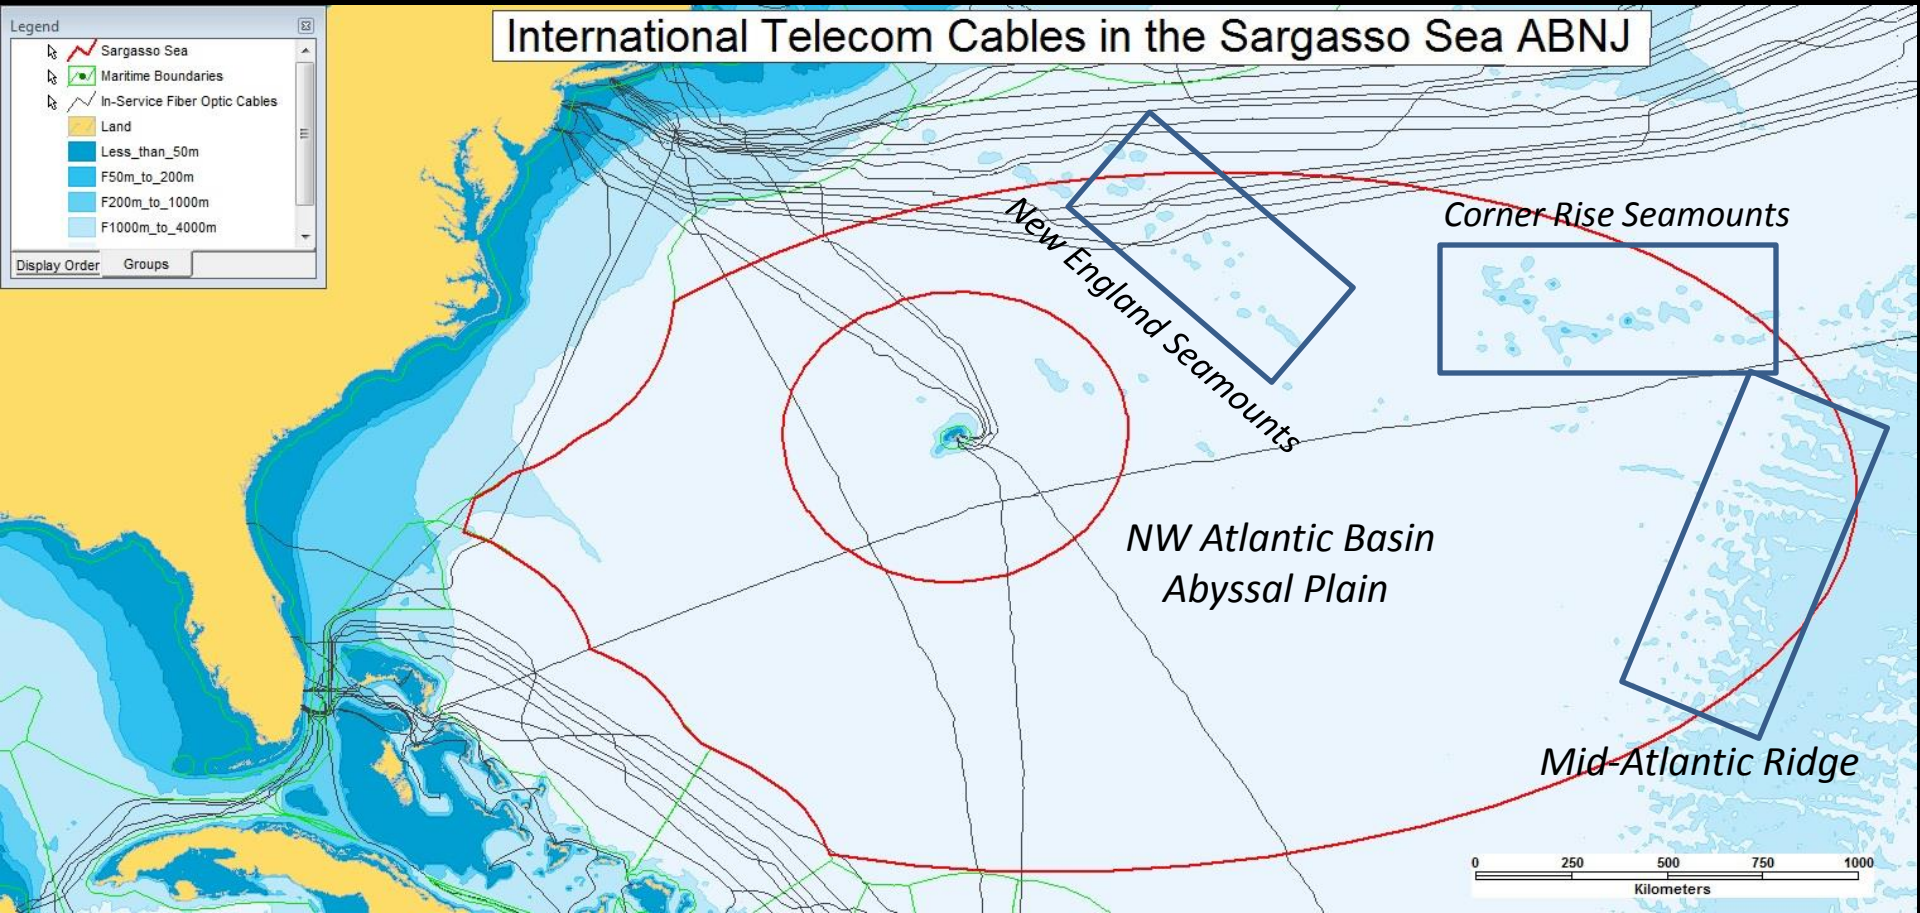 Legend
Sargasso Sea
Maritime Boundaries
In-Service Fiber Optic Cables
Land
Less_than_50m
F50m_to_200m
F200m_to_1000m
F1000m_to_4000m
Display Order Groups
International Telecom Cables in the Sargasso Sea ABNJ
New England Seamounts
Corner Rise Seamounts
NW Atlantic Basin
Abyssal Plain
Mid-Atlantic Ridge
0 250 500 750 1000
Kilometers